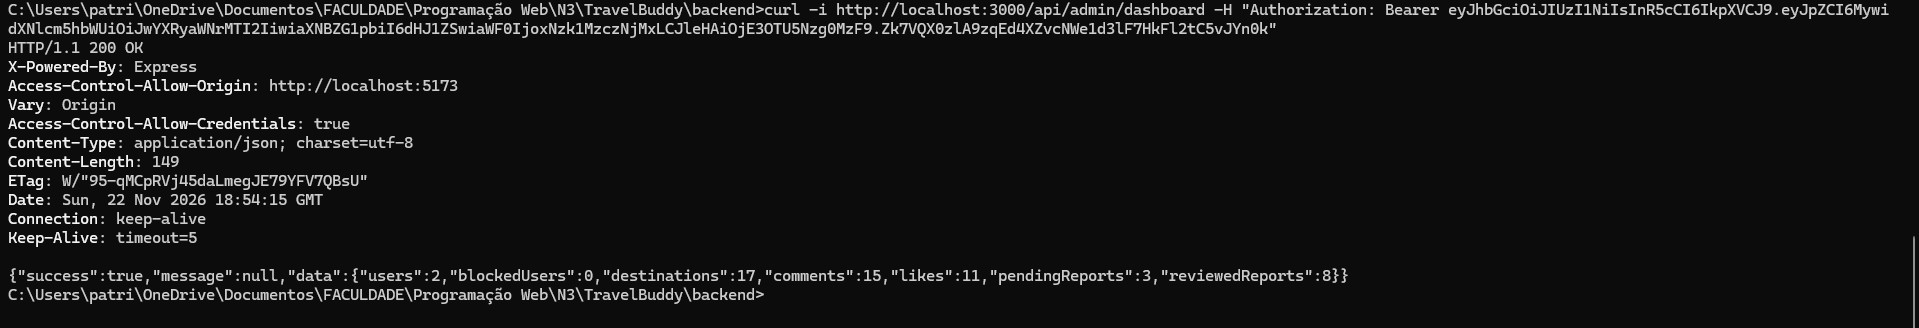 C:\Users\patri\OneDrive\Documentos\FACULDADE\Programação Web\N3\TravelBuddy\backend>curl -i http://localhost:3000/api/admin/dashboard -H "Authorization: Bearer eyJhbGciOiJIUzI1NiIsInR5cCI6IkpXVCJ9.eyJpZCI6Mywi
dXNlcm5hbWUiOiJwYXRyaWNrMTI2IiwiaXNBZG1pbiI6dHJ1ZSwiaWF0IjoxNzk1MzczNjMxLCJleHAiOjE3OTU5Nzg0MzF9.Zk7VQX0zlA9zqEd4XZvcNWe1d3lF7HkFl2tC5vJYn0k"
HTTP/1.1 200 OK
X-Powered-By: Express
Access-Control-Allow-Origin: http://localhost:5173
Vary: Origin
Access-Control-Allow-Credentials: true
Content-Type: application/json; charset=utf-8
Content-Length: 149
ETag: W/"95-qMCpRVj45daLmegJE79YFV7QBsU"
Date: Sun, 22 Nov 2026 18:54:15 GMT
Connection: keep-alive
Keep-Alive: timeout=5
{"success":true,"message":null,"data":{"users":2,"blockedUsers":0,"destinations":17,"comments":15,"likes":11,"pendingReports":3,"reviewedReports":8}}
C:\Users\patri\OneDrive\Documentos\FACULDADE\Programação Web\N3\TravelBuddy\backend>